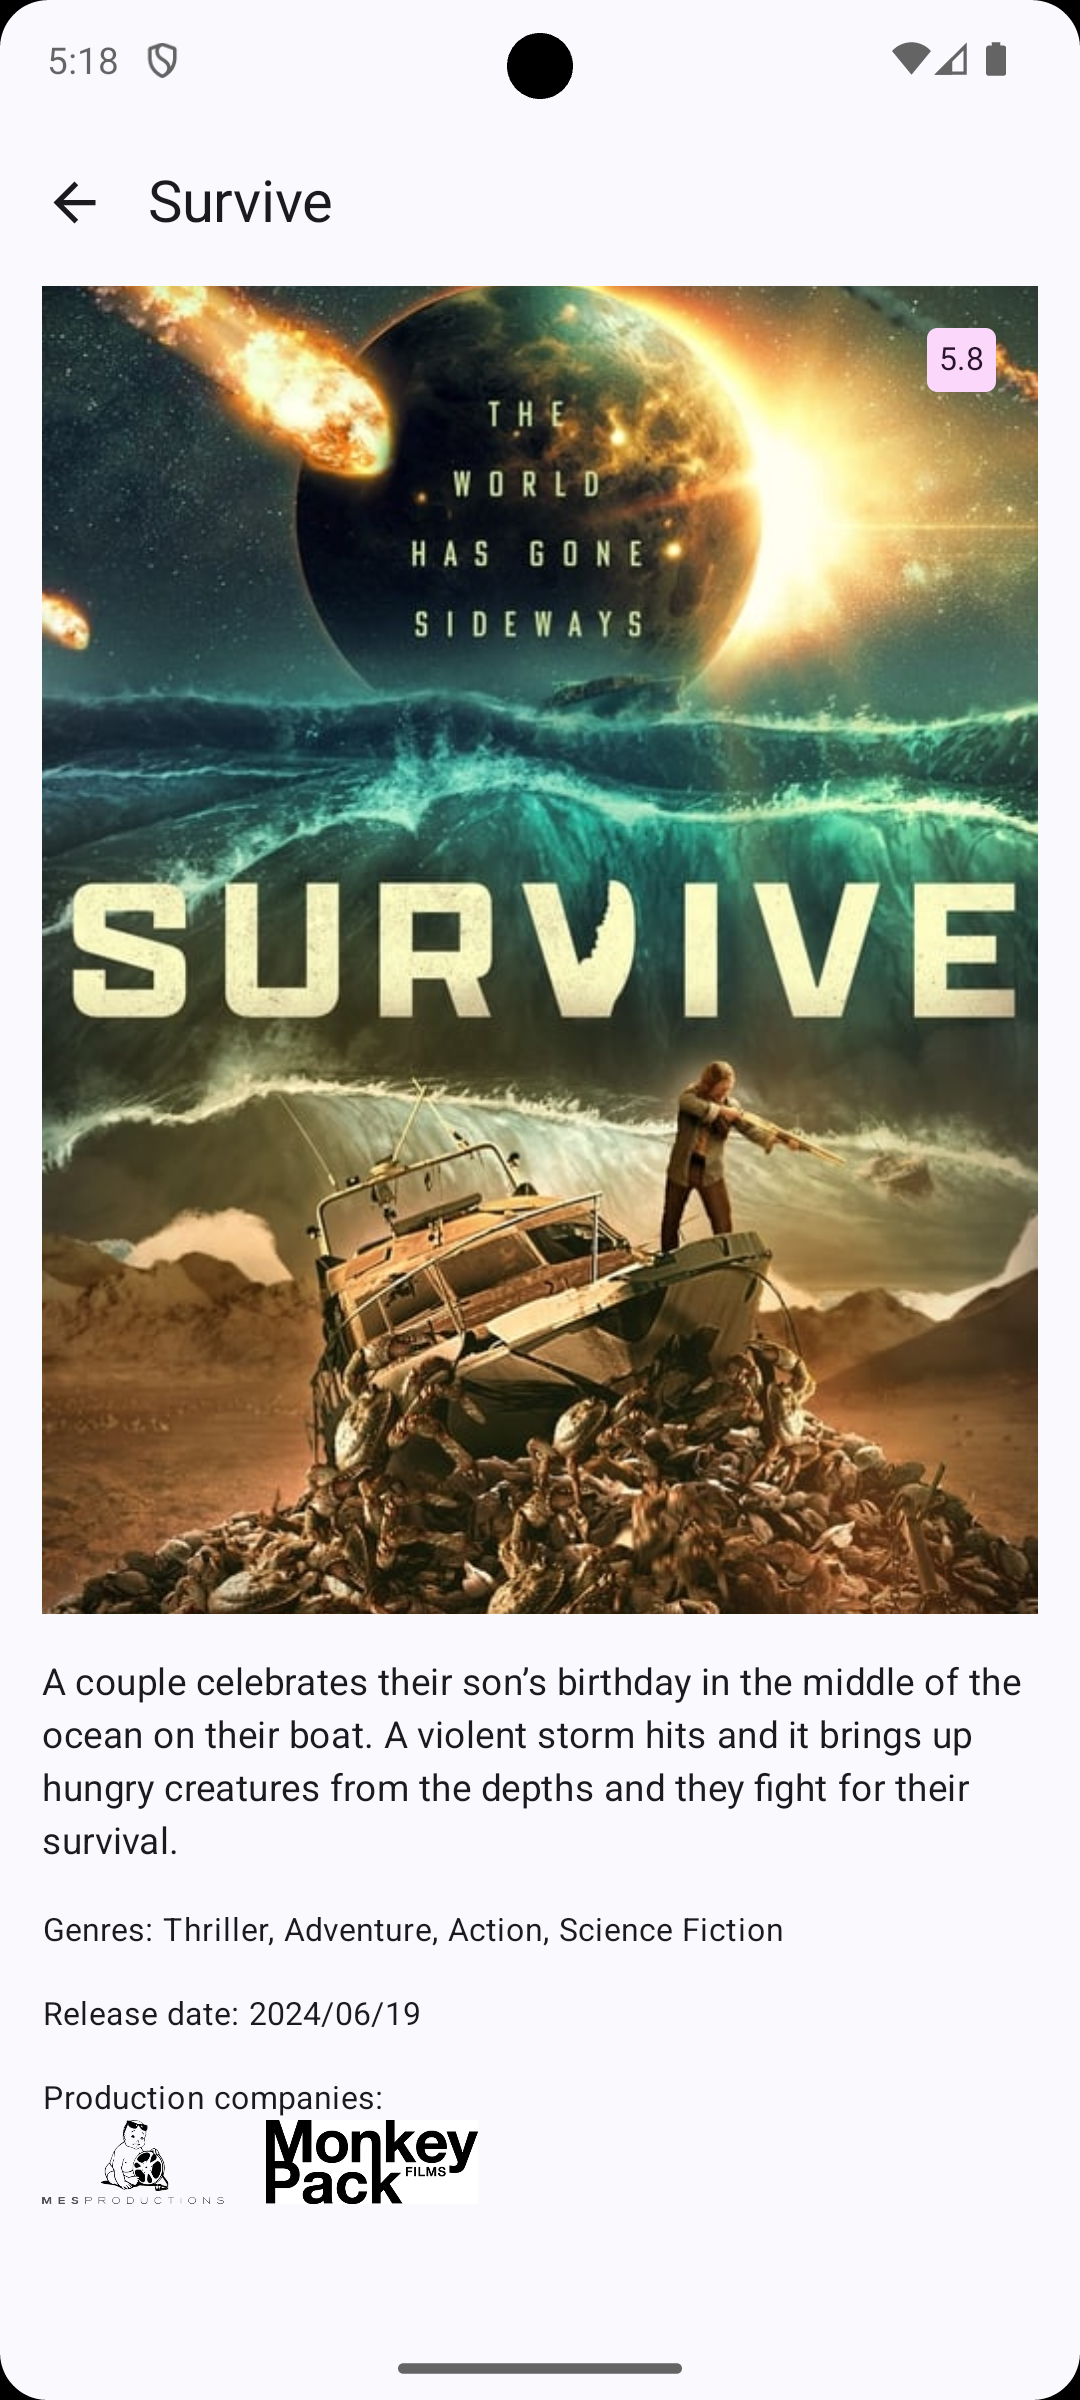 5:18
Survive
5.8
THE
WORLD
HAS GONE
SIDEWAYS
SURVIVE
A couple celebrates their son’s birthday in the middle of the
ocean on their boat. A violent storm hits and it brings up
hungry creatures from the depths and they fight for their
survival.
Genres: Thriller, Adventure, Action, Science Fiction
Release date: 2024/06/19
Production companies:
MESPRODUCTIONS
Monkey
Pack FILMS